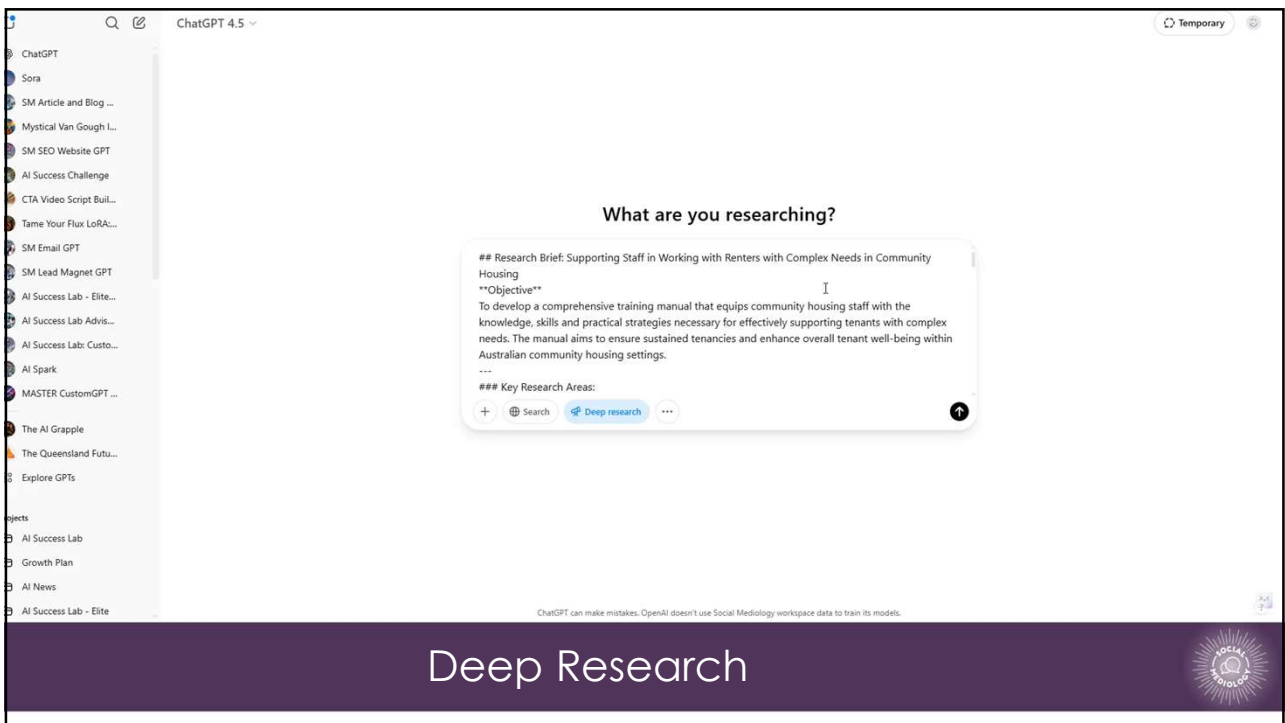 ChatGPT 4.5
Temporary
ChatGPT
Sora
SM Article and Blog ...
Mystical Van Gough I...
SM SEO Website GPT
AI Success Challenge
CTA Video Script Buil...
Tame Your Flux LoRA:...
SM Email GPT
SM Lead Magnet GPT
AI Success Lab - Elite...
AI Success Lab Advis...
AI Success Lab: Custo...
AI Spark
MASTER CustomGPT ...
The AI Grapple
The Queensland Futu...
Explore GPTs
ojects
AI Success Lab
Growth Plan
AI News
AI Success Lab - Elite
What are you researching?
## Research Brief: Supporting Staff in Working with Renters with Complex Needs in Community
Housing
**Objective**
To develop a comprehensive training manual that equips community housing staff with the
knowledge, skills and practical strategies necessary for effectively supporting tenants with complex
needs. The manual aims to ensure sustained tenancies and enhance overall tenant well-being within
Australian community housing settings.
---
### Key Research Areas:
Search
Deep research
ChatGPT can make mistakes. OpenAI doesn't use Social Mediology workspace data to train its models.
Deep Research
SOCIAL
MEDIOLOGY